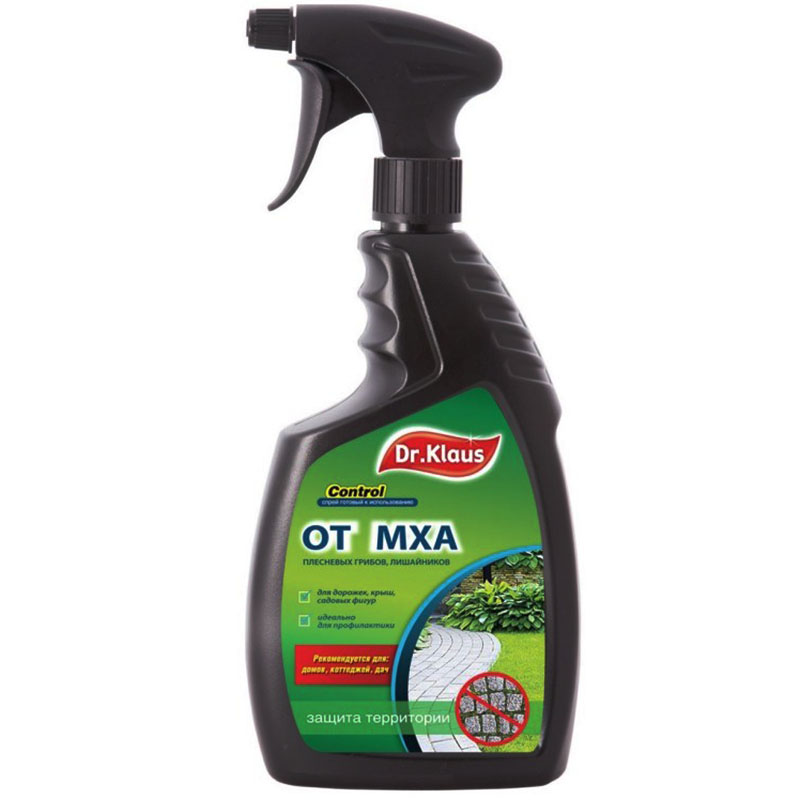 Dr.Klaus
Control
спрей готовый к использованию
ОТ МХА
ПЛЕСНЕВЫХ ГРИБОВ, ЛИШАЙНИКОВ
для дорожек, крыш,
садовых фигур
идеально
для профилактики
Рекомендуется для:
домов, коттеджей, дач
защита территории